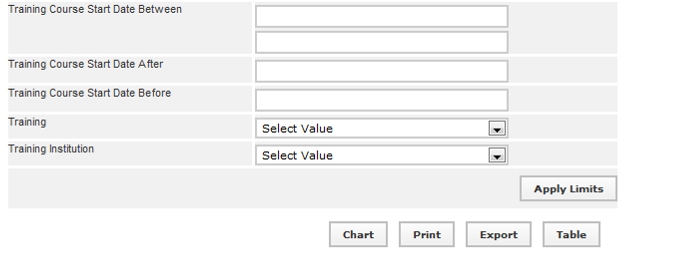 Training Course Start Date Between
Training Course Start Date After
Training Course Start Date Before
Training Select Value
Training Institution Select Value
Apply Limits
Chart Print Export Table